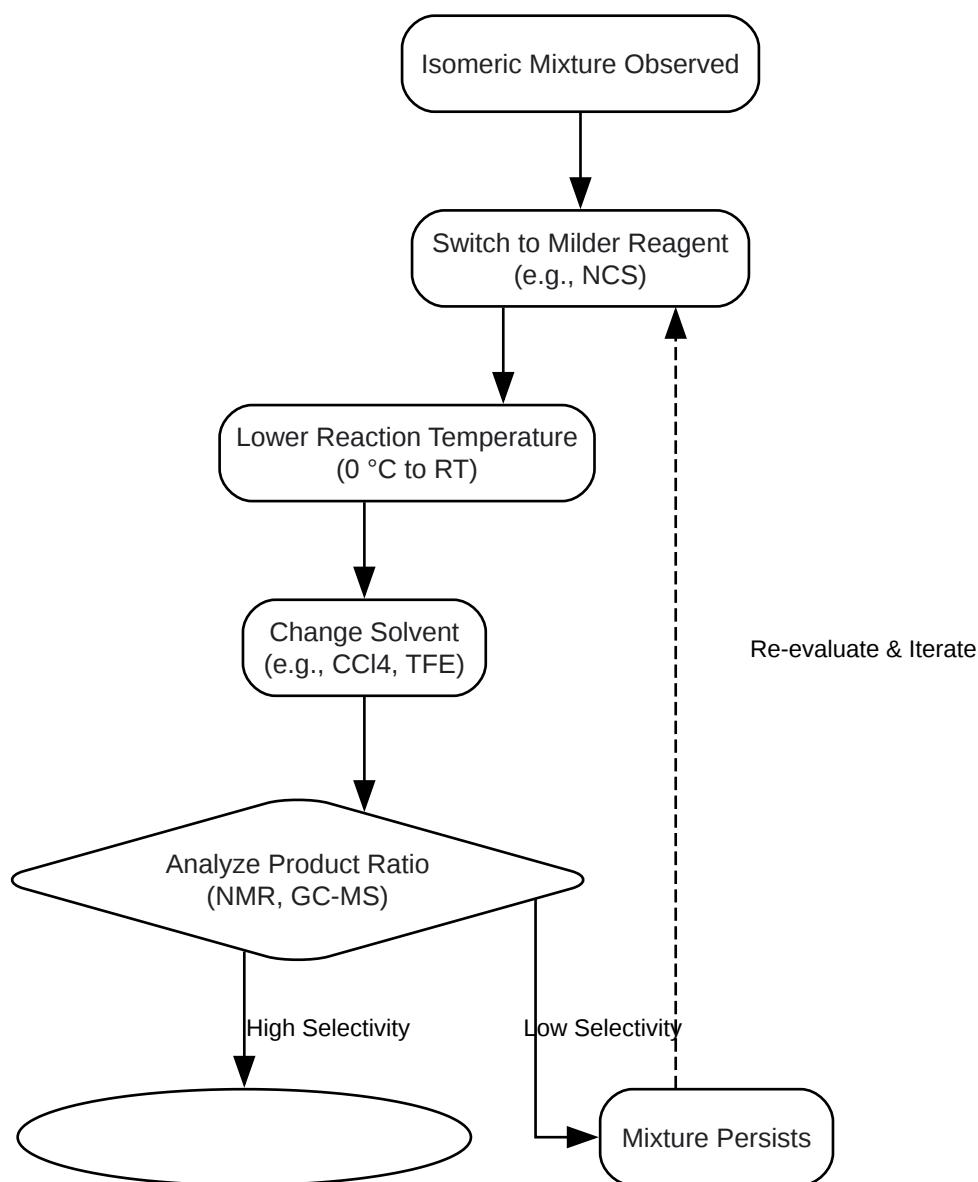 Isomeric Mixture Observed
Switch to Milder Reagent
(e.g., NCS)
Lower Reaction Temperature
(0 °C to RT)
Change Solvent
(e.g., CCl4, TFE)
Re-evaluate & Iterate
Analyze Product Ratio
(NMR, GC-MS)
High Selectivity
Low Selectivity
Mixture Persists